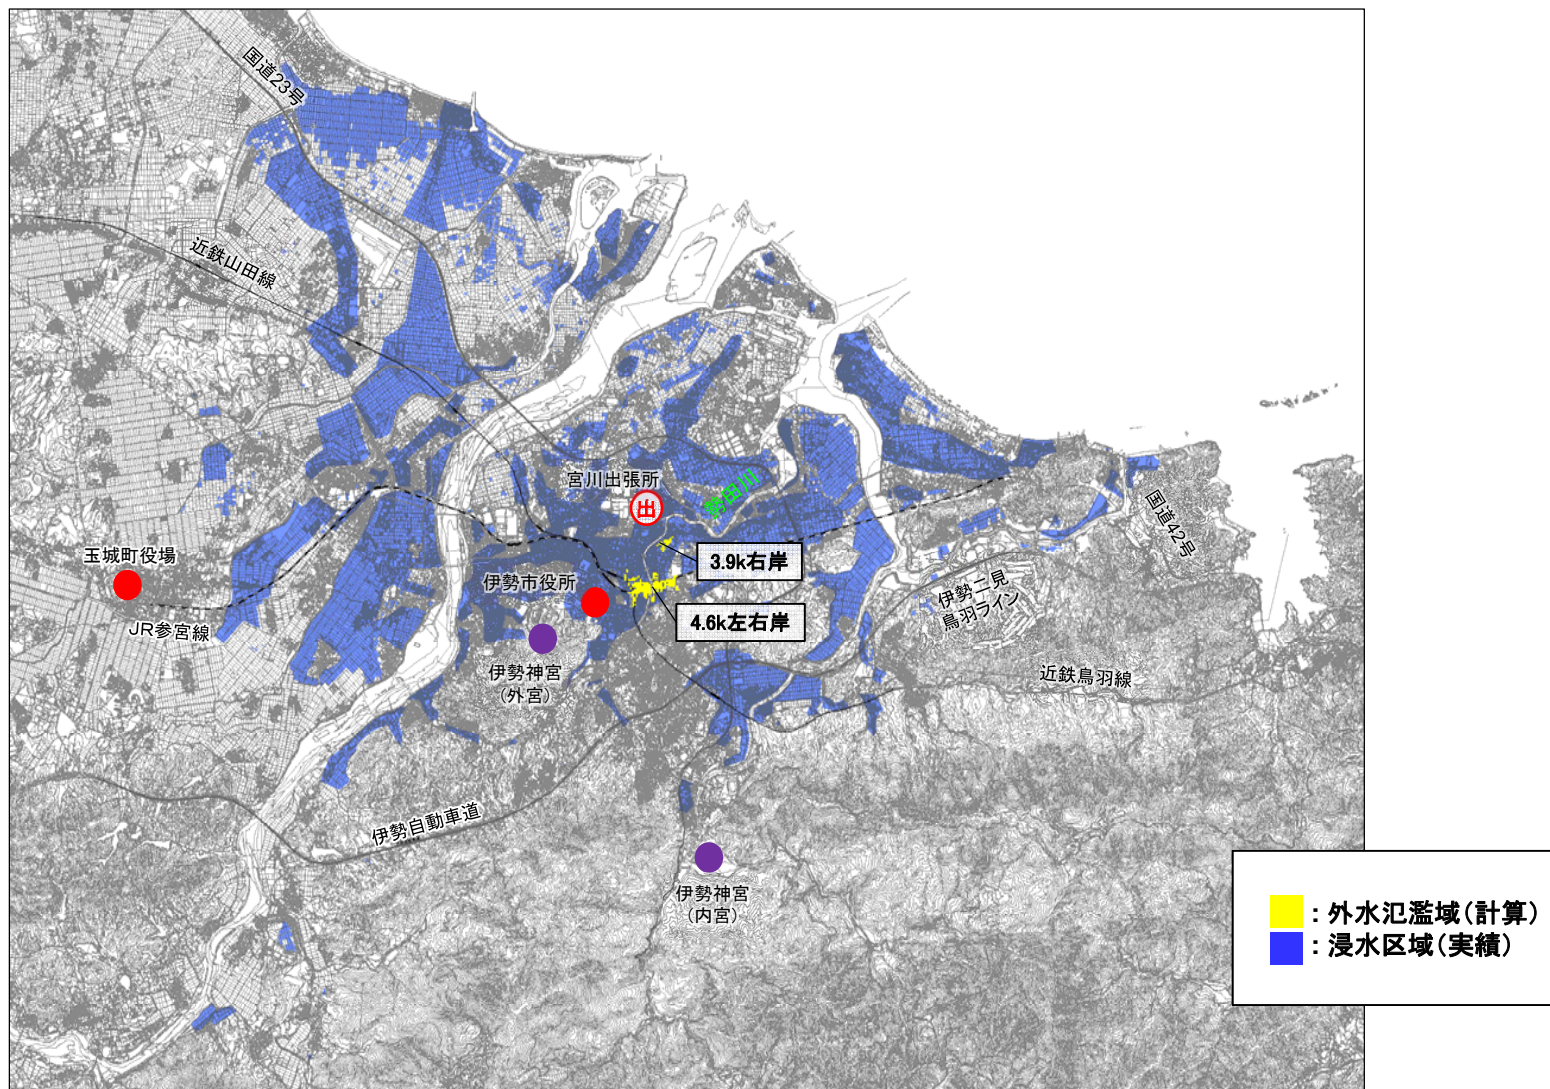 国道23号
近鉄山田線
宮川出張所
出
勢田川
国道42号
3.9k右岸
玉城町役場
伊勢市役所
4.6k左右岸
伊勢二見
鳥羽ライン
JR参宮線
伊勢神宮
(外宮)
近鉄鳥羽線
伊勢自動車道
伊勢神宮
(内宮)
:外水氾濫域(計算)
:浸水区域(実績)